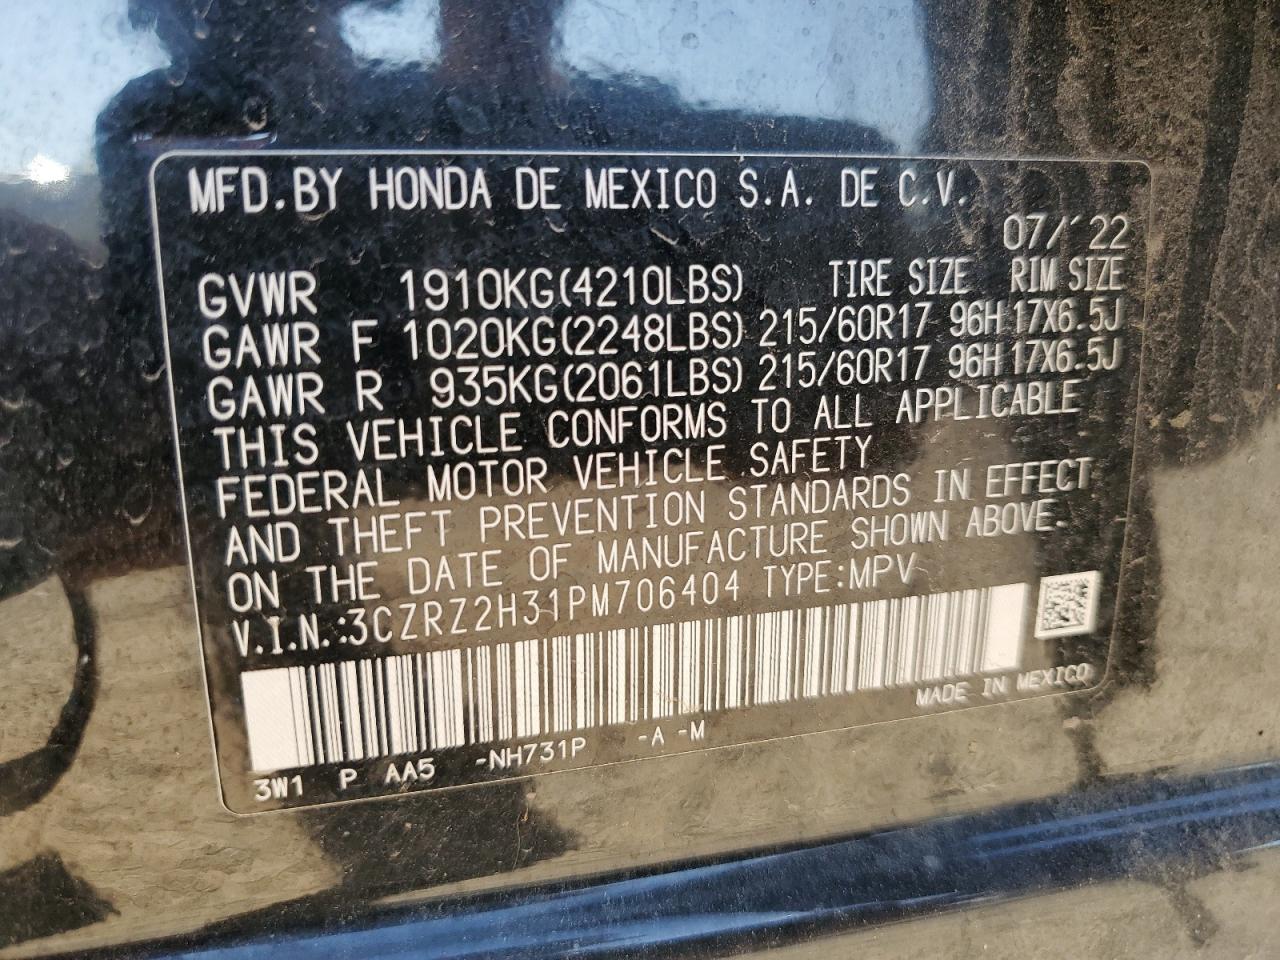 MFD.BY HONDA DE MEXICO S.A. DE C.V.
07/'22
GVWR 1910KG(4210LBS) TIRE SIZE RIM SIZE
GAWR F 1020KG(2248LBS) 215/60R17 96H 17X6.5J
GAWR R 935KG(2061LBS) 215/60R17 96H 17X6.5J
THIS VEHICLE CONFORMS TO ALL APPLICABLE
FEDERAL MOTOR VEHICLE SAFETY
AND THEFT PREVENTION STANDARDS IN EFFECT
ON THE DATE OF MANUFACTURE SHOWN ABOVE.
V.I.N.:3CZRZ2H31PM706404 TYPE:MPV
MADE IN MEXICO
3W1 P AA5 -NH731P -A -M